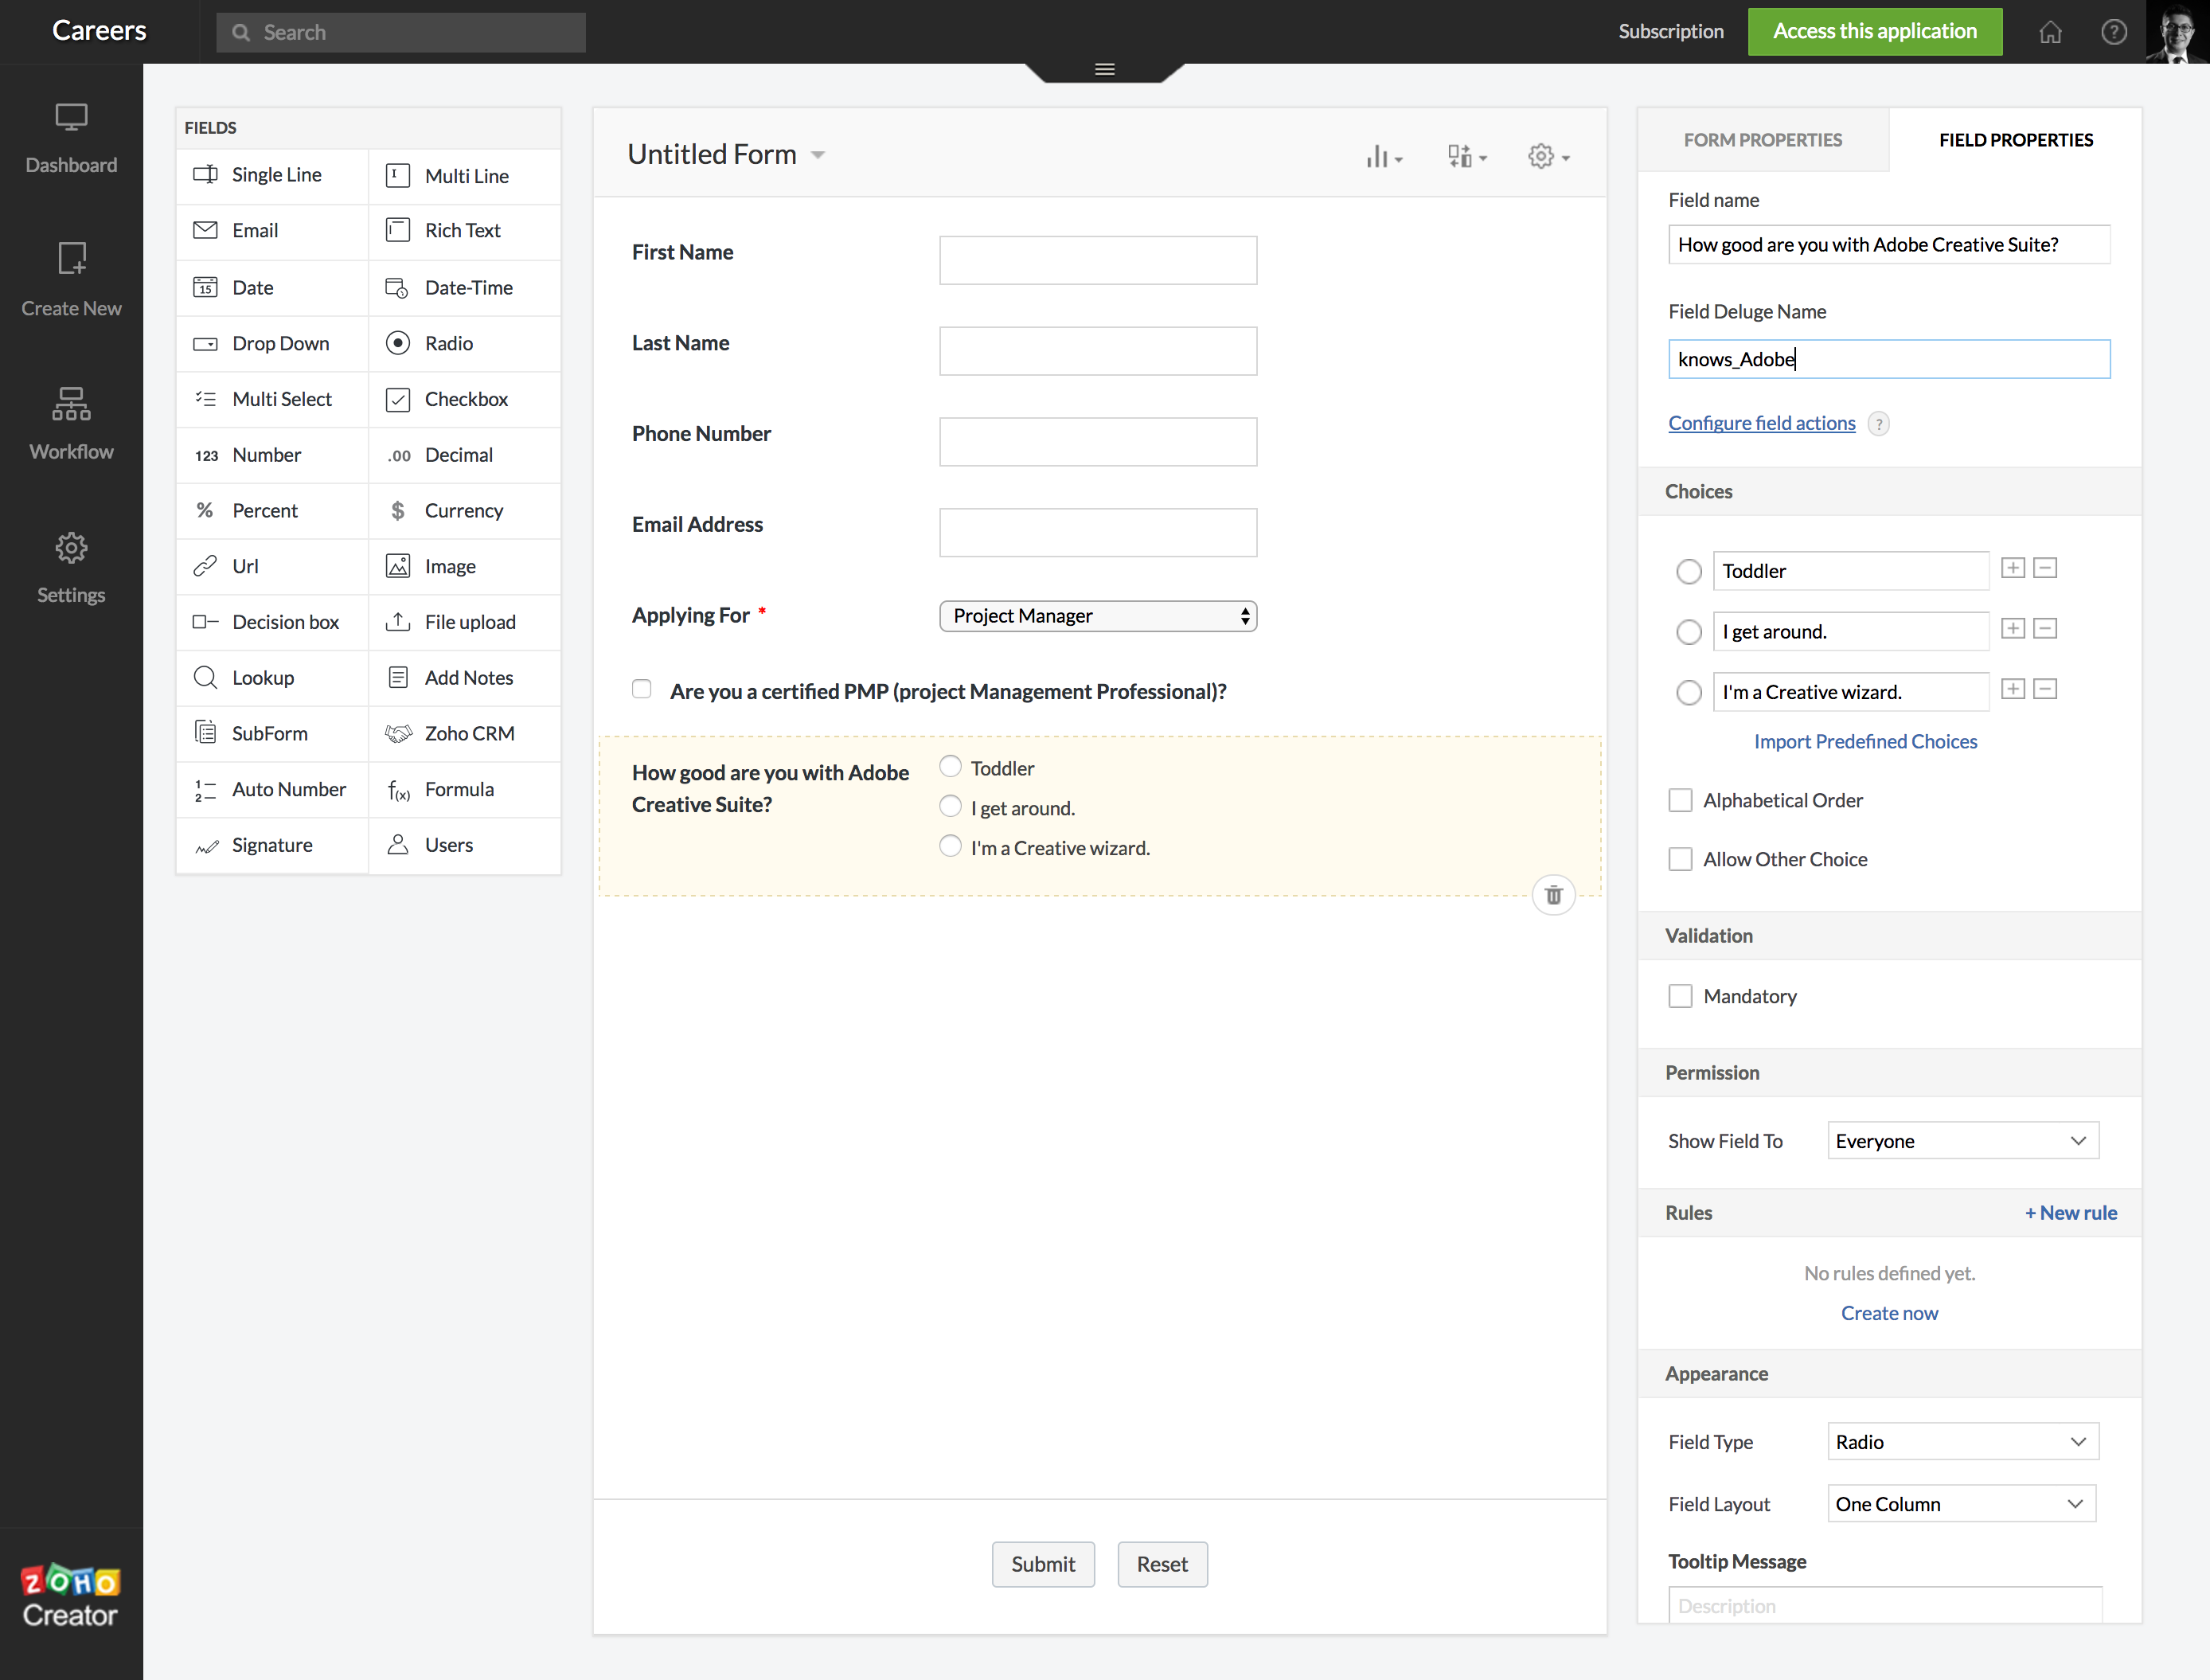 Careers
Search
Subscription
Access this application
?
Dashboard
Create New
Workflow
Settings
ZOHO
Creator
FIELDS
Single Line
Multi Line
Email
Rich Text
15 Date
Date-Time
Drop Down
Radio
Multi Select
Checkbox
123 Number
.00 Decimal
% Percent
$ Currency
Url
Image
Decision box
File upload
Lookup
Add Notes
SubForm
Zoho CRM
1 2 Auto Number
f(x) Formula
Signature
Users
Untitled Form
First Name
Last Name
Phone Number
Email Address
Applying For *
Project Manager
Are you a certified PMP (project Management Professional)?
How good are you with Adobe
Creative Suite?
Toddler
I get around.
I'm a Creative wizard.
Submit
Reset
FORM PROPERTIES
FIELD PROPERTIES
Field name
How good are you with Adobe Creative Suite?
Field Deluge Name
knows_Adobe
Configure field actions ?
Choices
Toddler
I get around.
I'm a Creative wizard.
Import Predefined Choices
Alphabetical Order
Allow Other Choice
Validation
Mandatory
Permission
Show Field To
Everyone
Rules
+ New rule
No rules defined yet.
Create now
Appearance
Field Type
Radio
Field Layout
One Column
Tooltip Message
Description